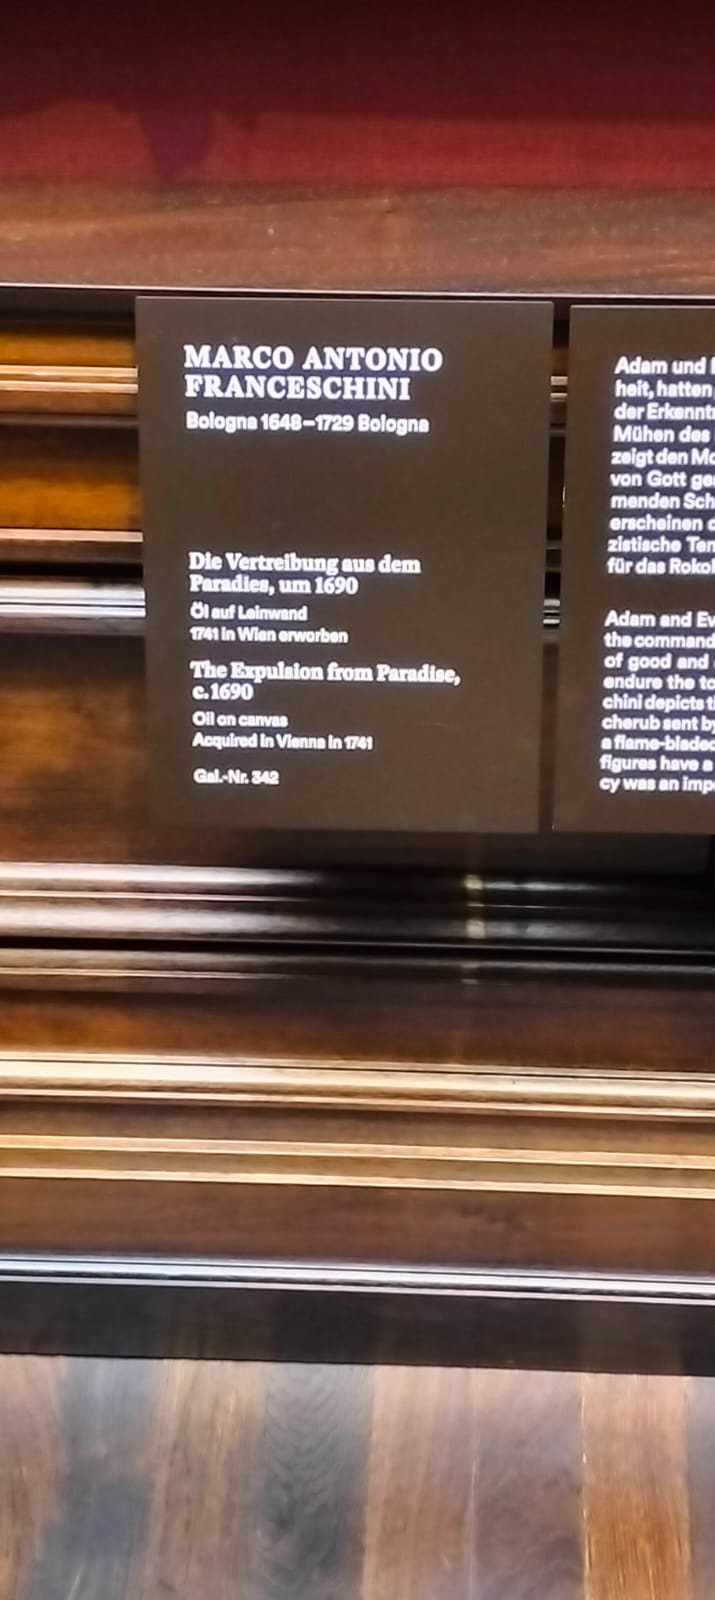 MARCO ANTONIO
FRANCESCHINI
Bologna 1648–1729 Bologna
Die Vertreibung aus dem
Paradies, um 1690
Öl auf Leinwand
1741 in Wien erworben
The Expulsion from Paradise,
c. 1690
Oil on canvas
Acquired in Vienna in 1741
Gal.-Nr. 342
Adam und
heit, hatten
der
Mühen des
zeigt den
von Gott
menden
erscheinen
zistische
für das
Adam and
the command
of good and
endure the
chini depicts
cherub sent by
a flame-bladed
figures have a
cy was an